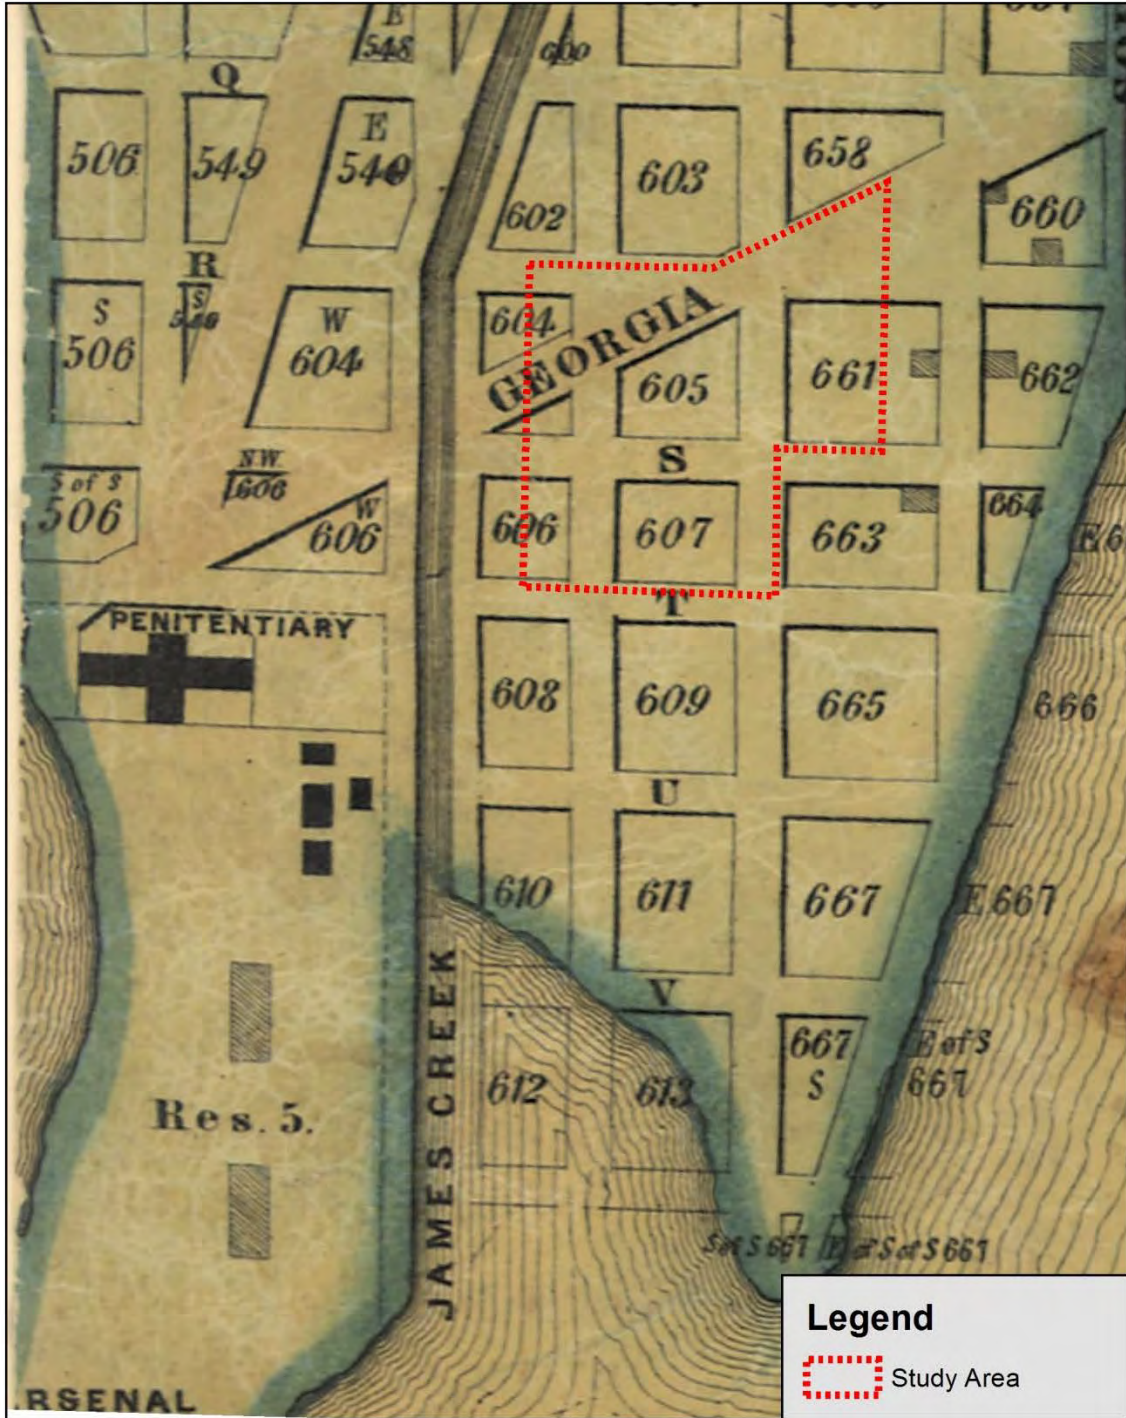 E
548
600
Q
506
549
E
540
602
603
658
660
R
S
506
S
W
604
604
GEORGIA
605
661
662
S of S
506
N.W.
606
W
606
606
S
607
663
664
PENITENTIARY
T
608
609
665
666
U
610
611
667
E 667
V
JAMES CREEK
612
613
667
S
E of S
667
Res. 5.
S of S 667
E of S of S 667
RSENAL
Legend
Study Area